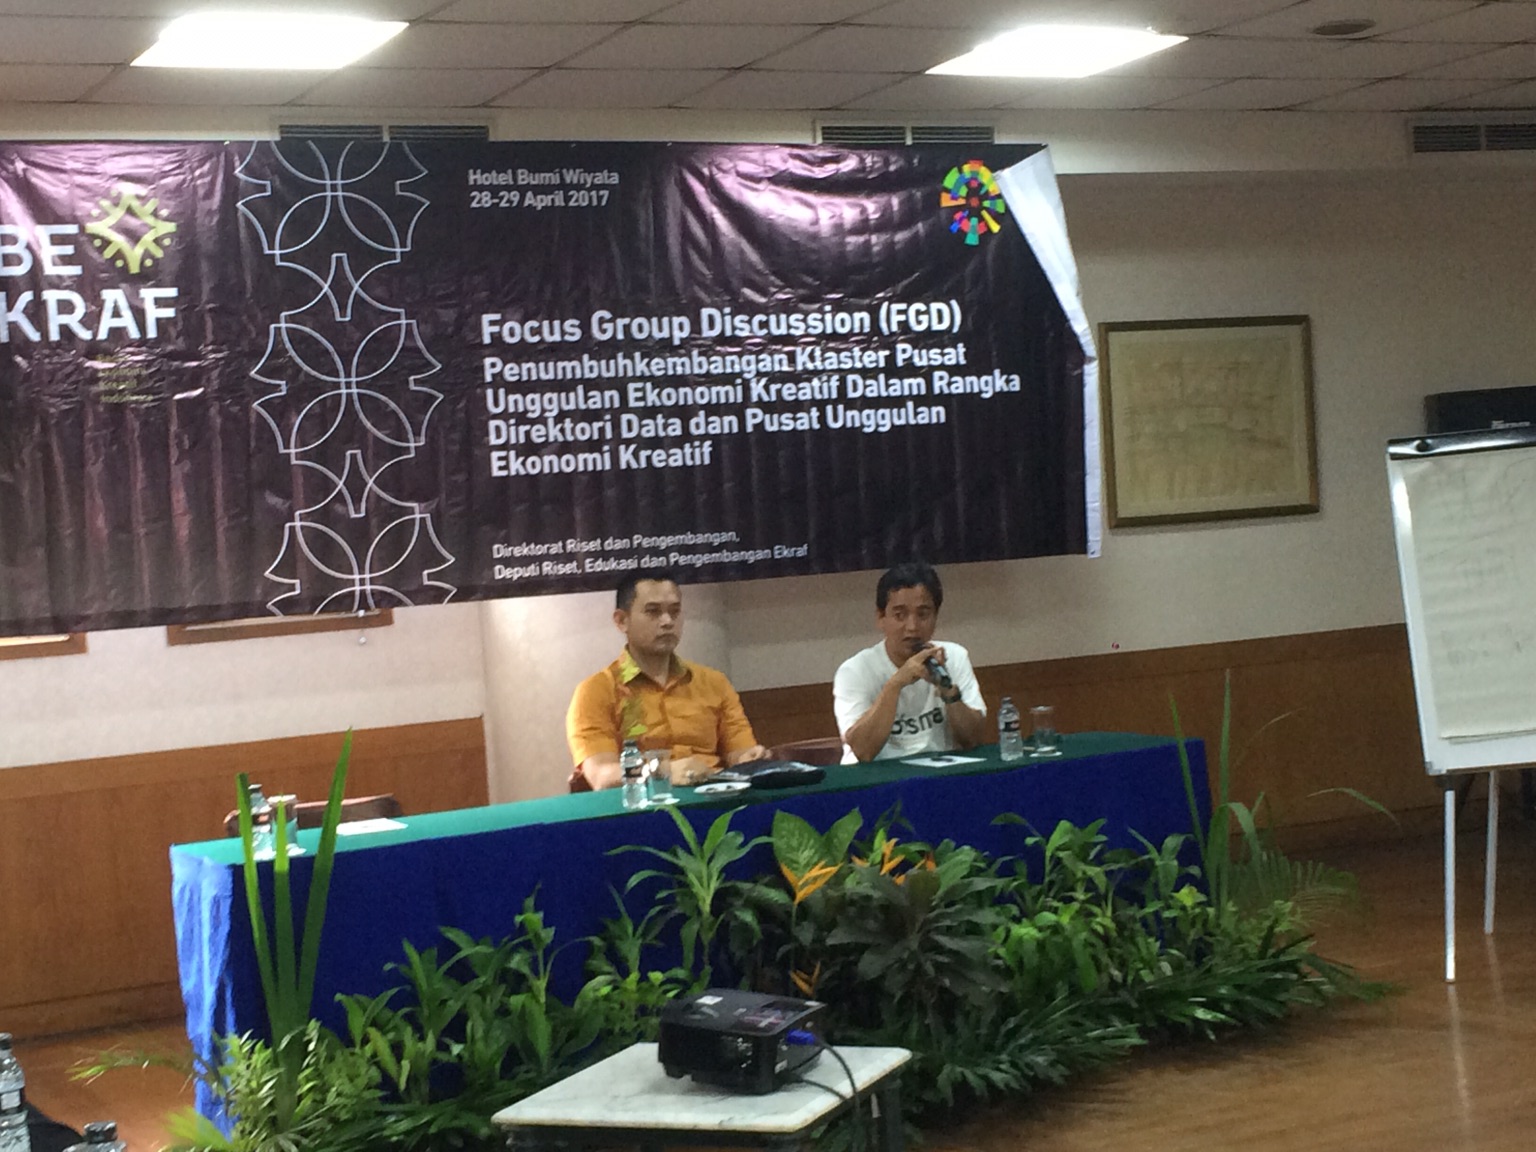 BE
KRAF
Hotel Bumi Wiyata
28-29 April 2017
Focus Group Discussion (FGD)
Penumbuhkembangan Klaster Pusat
Unggulan Ekonomi Kreatif Dalam Rangka
Direktori Data dan Pusat Unggulan
Ekonomi Kreatif
Direktorat Riset dan Pengembangan,
Deputi Riset, Edukasi dan Pengembangan Ekraf